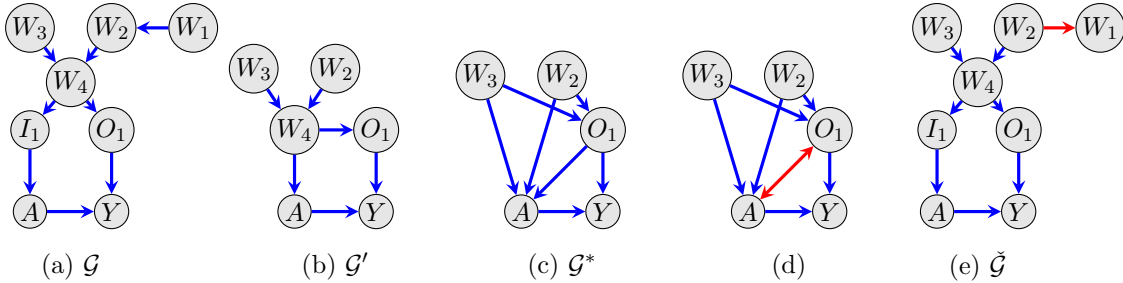 W₃ W₂ W₁
W₄
I₁ O₁
A Y
(a) 𝒢
W₃ W₂
W₄ O₁
A Y
(b) 𝒢′
W₃ W₂
O₁
A Y
(c) 𝒢*
W₃ W₂
O₁
A Y
(d)
W₃ W₂ W₁
W₄
I₁ O₁
A Y
(e) 𝒢̌